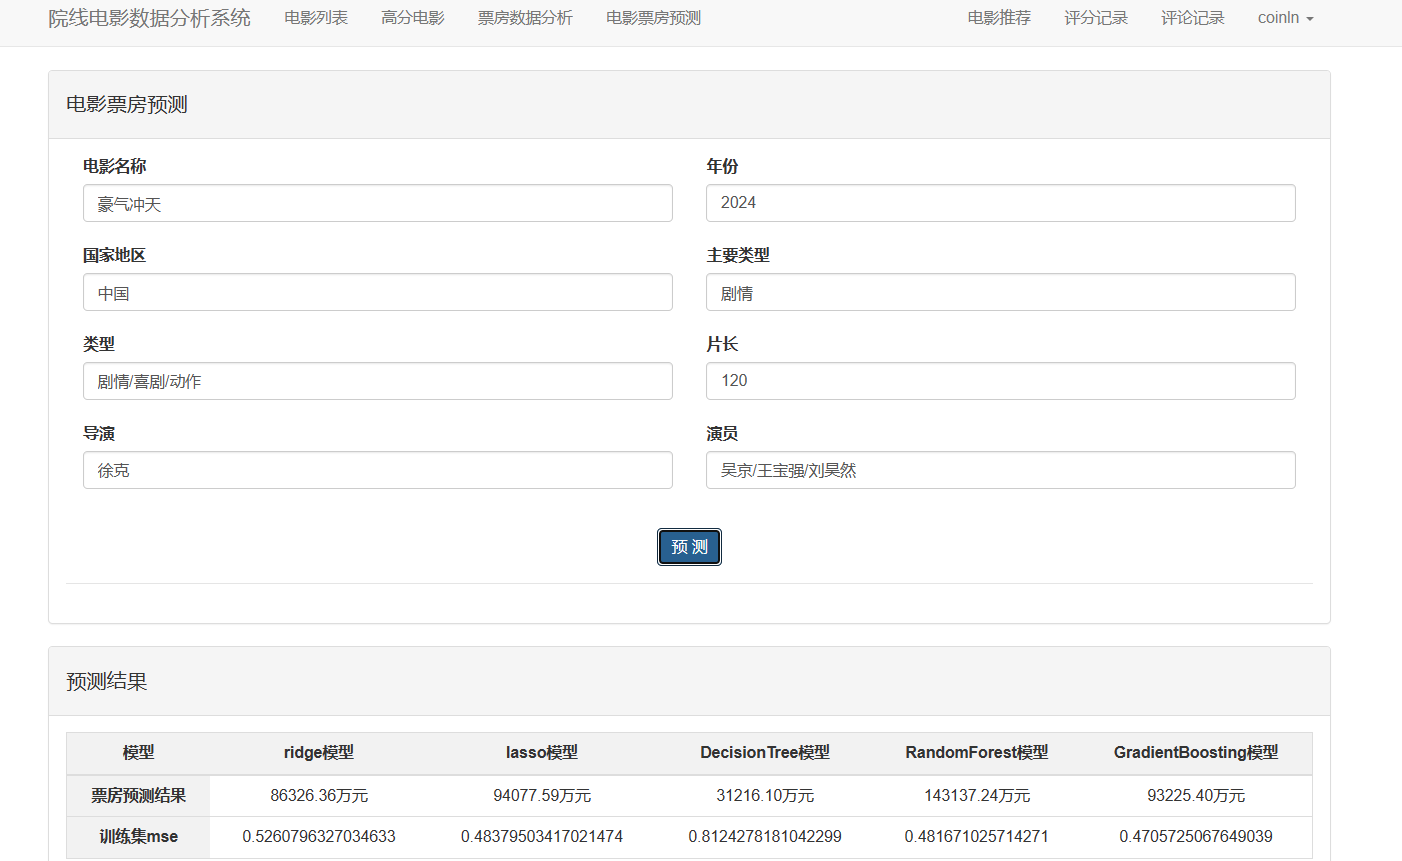 院线电影数据分析系统 电影列表 高分电影 票房数据分析 电影票房预测 电影推荐 评分记录 评论记录 coinln
电影票房预测
电影名称 年份
豪气冲天 2024
国家地区 主要类型
中国 剧情
类型 片长
剧情/喜剧/动作 120
导演 演员
徐克 吴京/王宝强/刘昊然
预 测
预测结果
模型 ridge模型 lasso模型 DecisionTree模型 RandomForest模型 GradientBoosting模型
票房预测结果 86326.36万元 94077.59万元 31216.10万元 143137.24万元 93225.40万元
训练集mse 0.5260796327034633 0.48379503417021474 0.8124278181042299 0.481671025714271 0.4705725067649039